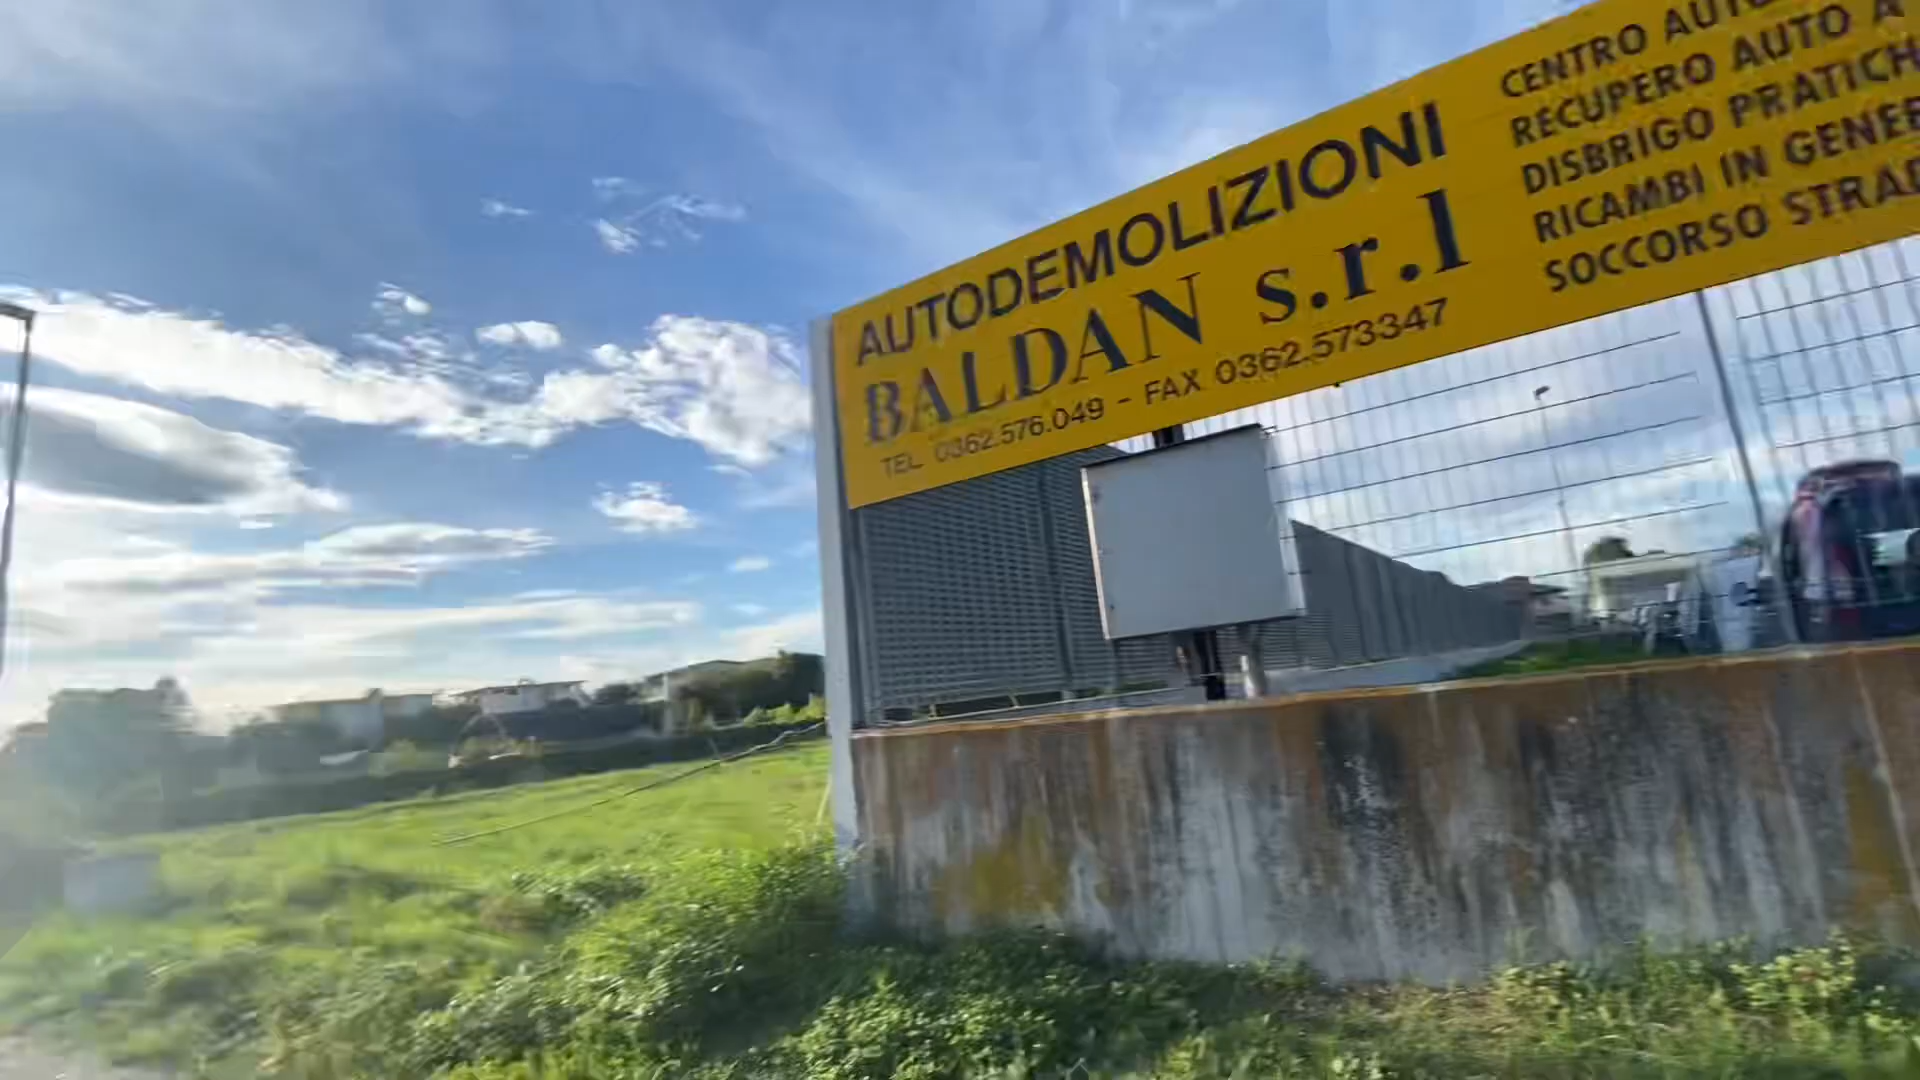 AUTODEMOLIZIONI
BALDAN s.r.l
TEL. 0362.576.049 - FAX 0362.573347
CENTRO
RECUPERO AUTO A
DISBRIGO
RICAMBI IN
SOCCORSO